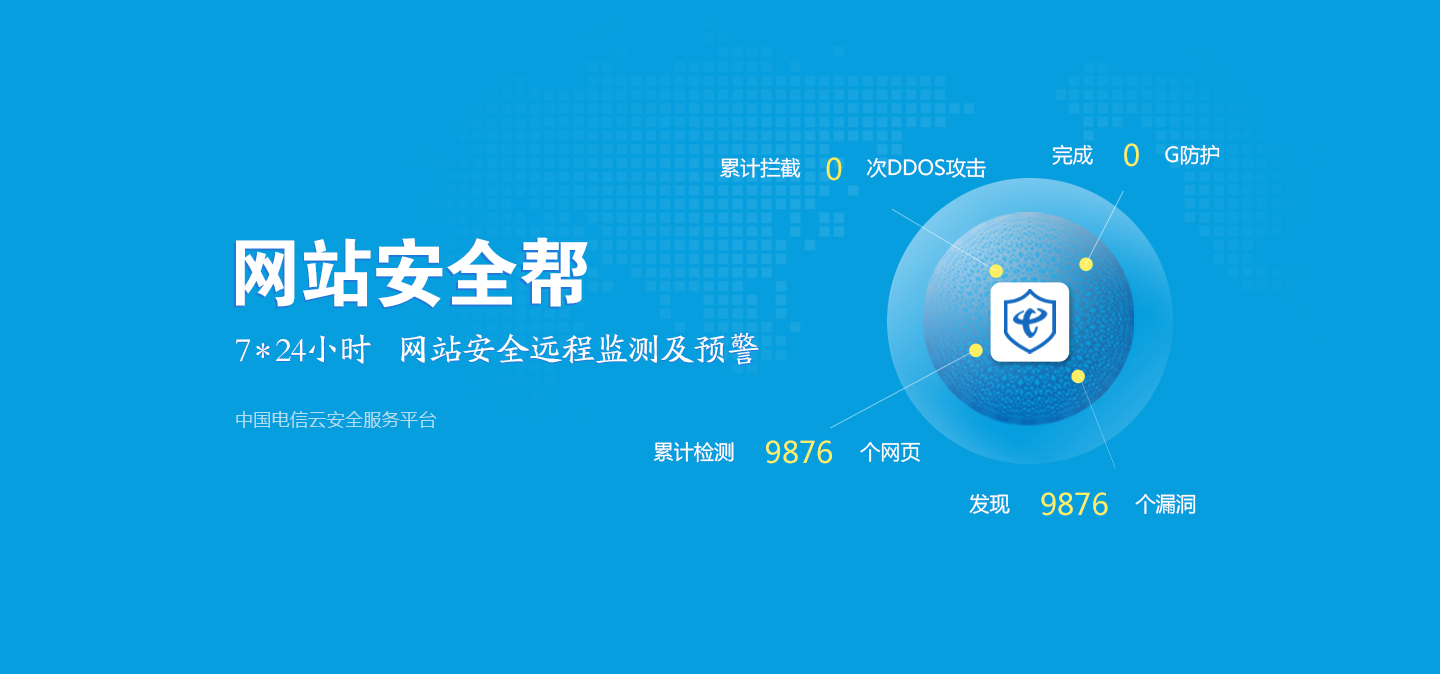 累计拦截 0 次DDOS攻击
完成 0 G防护
网站安全帮
7*24小时 网站安全远程监测及预警
中国电信云安全服务平台
累计检测 9876 个网页
发现 9876 个漏洞